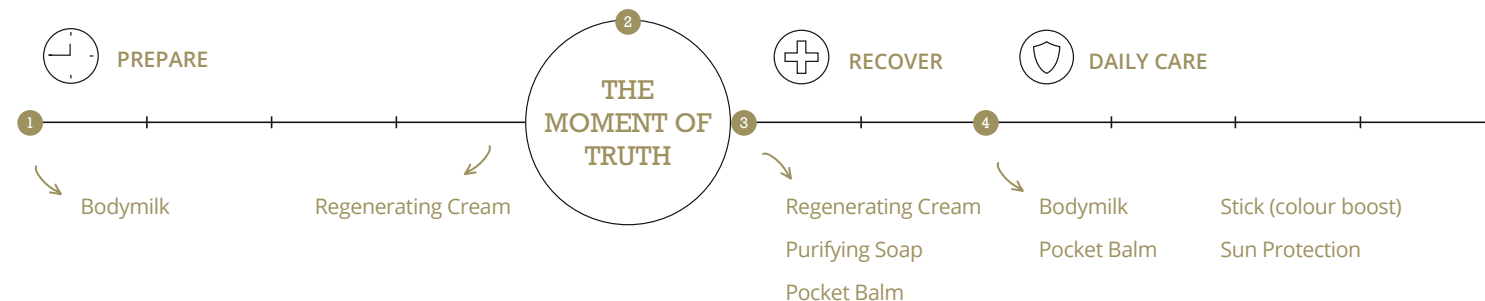 PREPARE
1
Bodymilk
Regenerating Cream
2
THE
MOMENT OF
TRUTH
RECOVER
3
Regenerating Cream
Purifying Soap
Pocket Balm
DAILY CARE
4
Bodymilk
Pocket Balm
Stick (colour boost)
Sun Protection